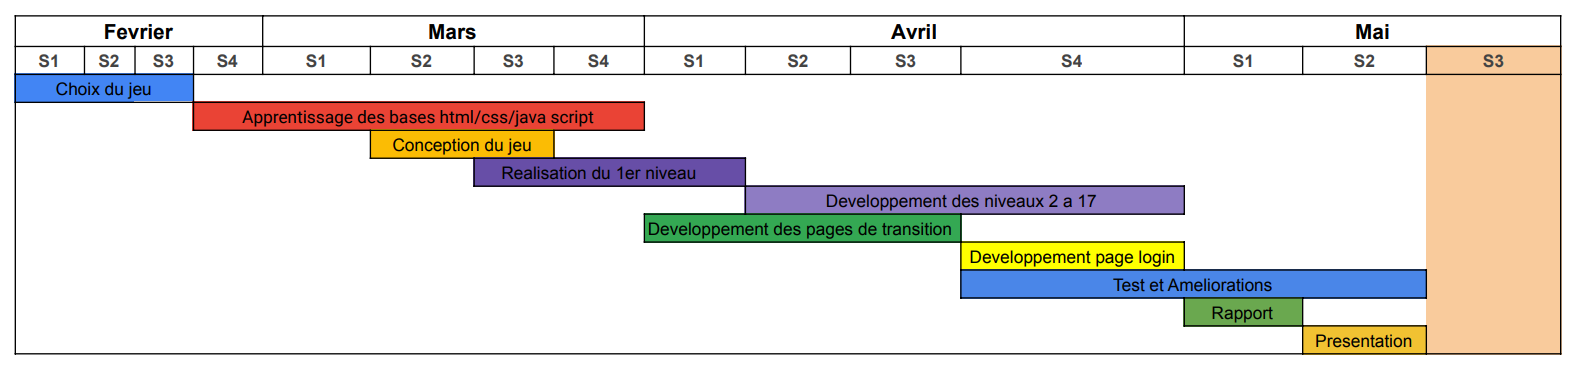 Fevrier Mars Avril Mai
S1 S2 S3 S4 S1 S2 S3 S4 S1 S2 S3 S4 S1 S2 S3
Choix du jeu
Apprentissage des bases html/css/java script
Conception du jeu
Realisation du 1er niveau
Developpement des niveaux 2 a 17
Developpement des pages de transition
Developpement page login
Test et Ameliorations
Rapport
Presentation